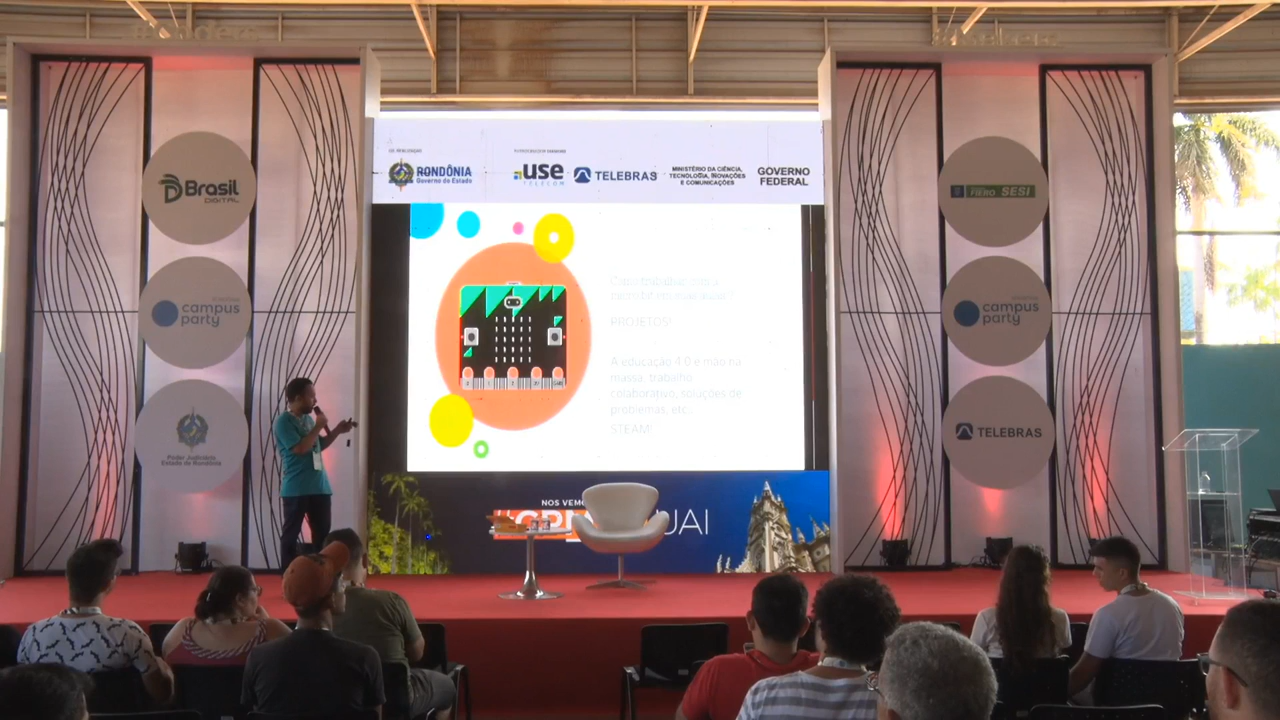 RONDÔNIA
Governo do Estado
USE
TELECOM
TELEBRAS
MINISTÉRIO DA CIÊNCIA,
TECNOLOGIA, INOVAÇÕES
E COMUNICAÇÕES
GOVERNO
FEDERAL
Brasil
DIGITAL
campus
party
Poder Judiciário
Estado de Rondônia
PROJETOS!
A educação 4.0 é mão na
massa, trabalho
colaborativo, soluções de
problemas, etc..
STEAM!
NOS VEMO
UAI
FIERO SESI
campus
party
TELEBRAS